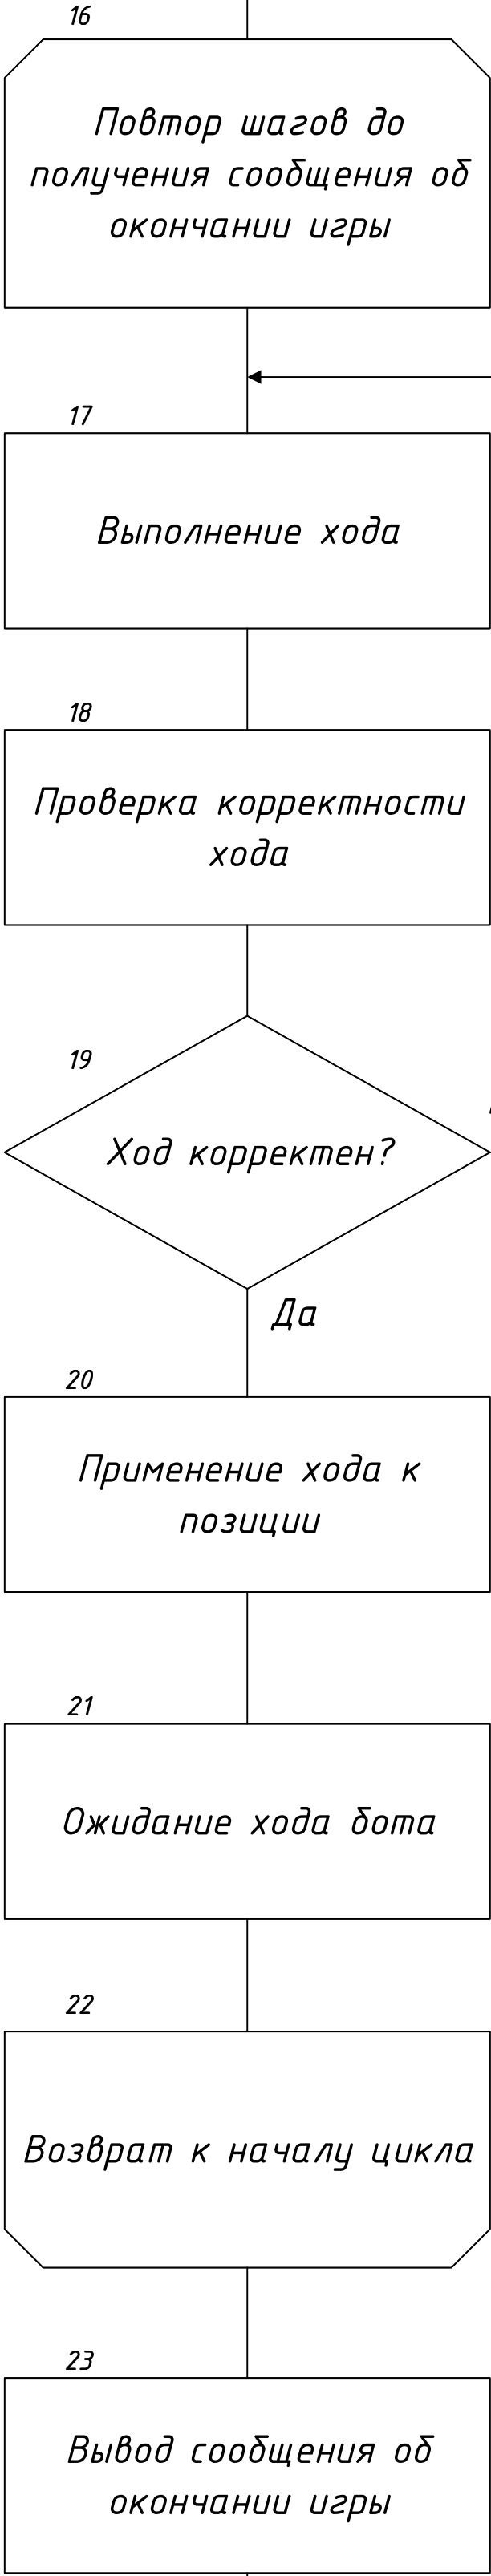 16
Повтор шагов до
получения сообщения об
окончании игры
17
Выполнение хода
18
Проверка корректности
хода
19
Ход корректен?
Да
20
Применение хода к
позиции
21
Ожидание хода бота
22
Возврат к началу цикла
23
Вывод сообщения об
окончании игры